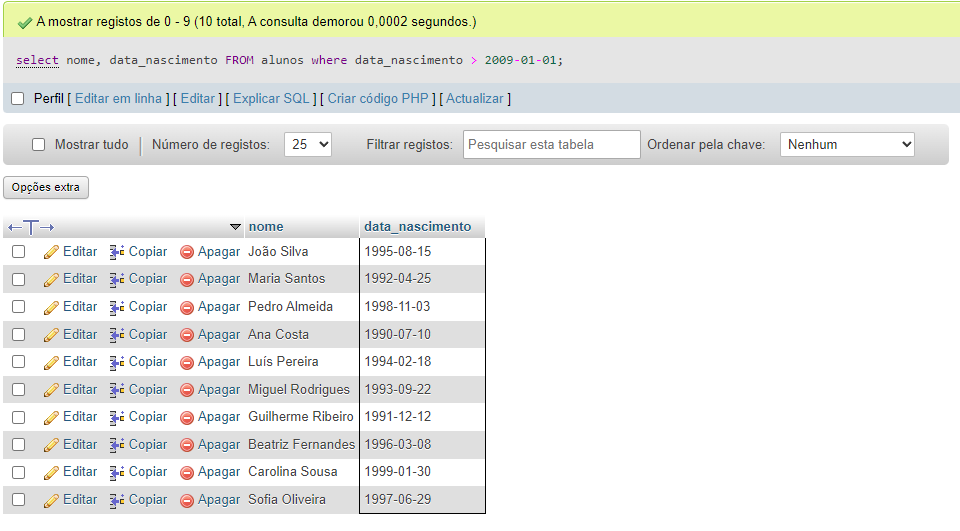 A mostrar registos de 0 - 9 (10 total, A consulta demorou 0,0002 segundos.)
select nome, data_nascimento FROM alunos where data_nascimento > 2009-01-01;
Perfil [ Editar em linha ] [ Editar ] [ Explicar SQL ] [ Criar código PHP ] [ Actualizar ]
Mostrar tudo | Número de registos: 25 Filtrar registos: Pesquisar esta tabela Ordenar pela chave: Nenhum
Opções extra
←T→ nome data_nascimento
Editar Copiar Apagar João Silva 1995-08-15
Editar Copiar Apagar Maria Santos 1992-04-25
Editar Copiar Apagar Pedro Almeida 1998-11-03
Editar Copiar Apagar Ana Costa 1990-07-10
Editar Copiar Apagar Luís Pereira 1994-02-18
Editar Copiar Apagar Miguel Rodrigues 1993-09-22
Editar Copiar Apagar Guilherme Ribeiro 1991-12-12
Editar Copiar Apagar Beatriz Fernandes 1996-03-08
Editar Copiar Apagar Carolina Sousa 1999-01-30
Editar Copiar Apagar Sofia Oliveira 1997-06-29